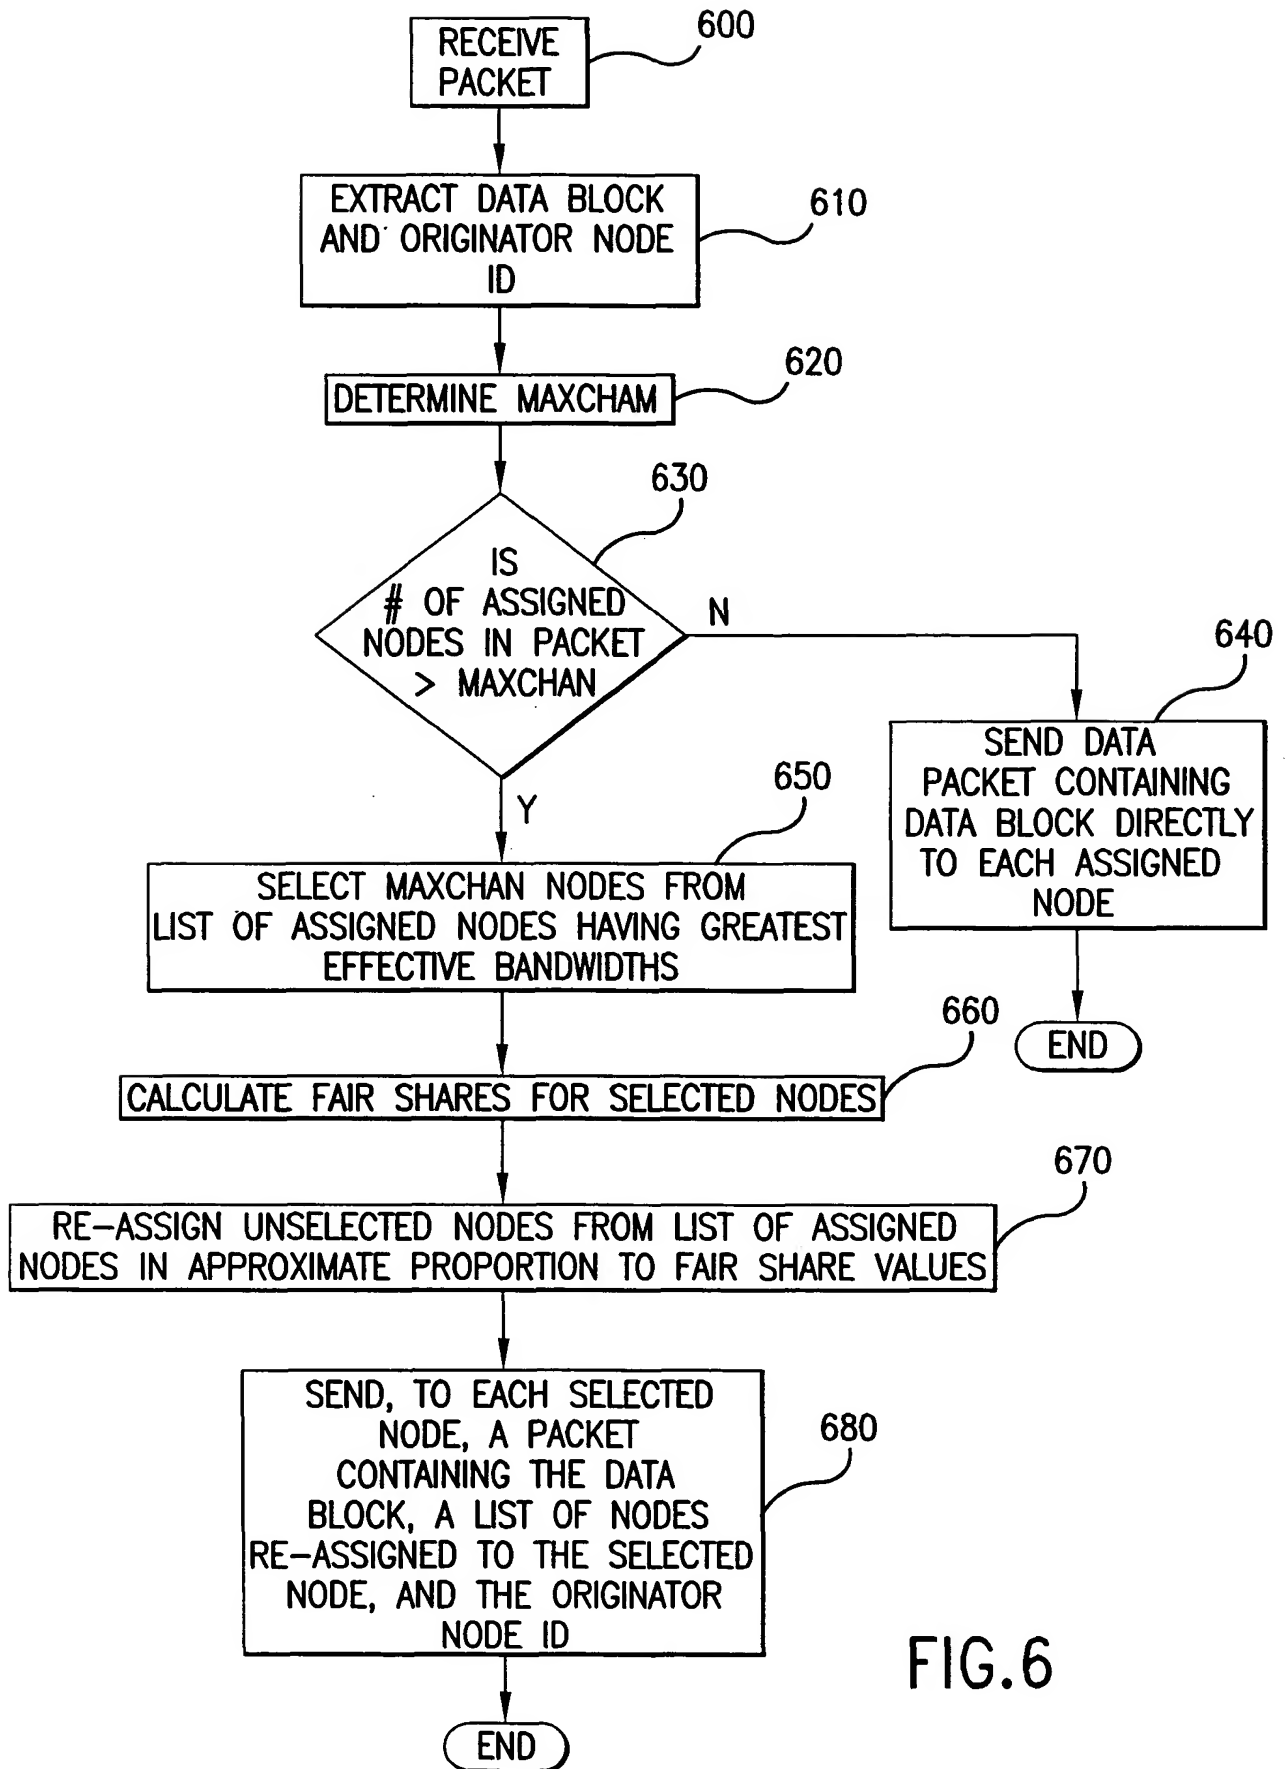 RECEIVE
PACKET
600
EXTRACT DATA BLOCK
AND ORIGINATOR NODE
ID
610
DETERMINE MAXCHAM
620
630
IS
# OF ASSIGNED
NODES IN PACKET
> MAXCHAN
N
640
SEND DATA
PACKET CONTAINING
DATA BLOCK DIRECTLY
TO EACH ASSIGNED
NODE
END
Y
650
SELECT MAXCHAN NODES FROM
LIST OF ASSIGNED NODES HAVING GREATEST
EFFECTIVE BANDWIDTHS
660
CALCULATE FAIR SHARES FOR SELECTED NODES
670
RE-ASSIGN UNSELECTED NODES FROM LIST OF ASSIGNED
NODES IN APPROXIMATE PROPORTION TO FAIR SHARE VALUES
SEND, TO EACH SELECTED
NODE, A PACKET
CONTAINING THE DATA
BLOCK, A LIST OF NODES
RE-ASSIGNED TO THE SELECTED
NODE, AND THE ORIGINATOR
NODE ID
680
END
FIG.6